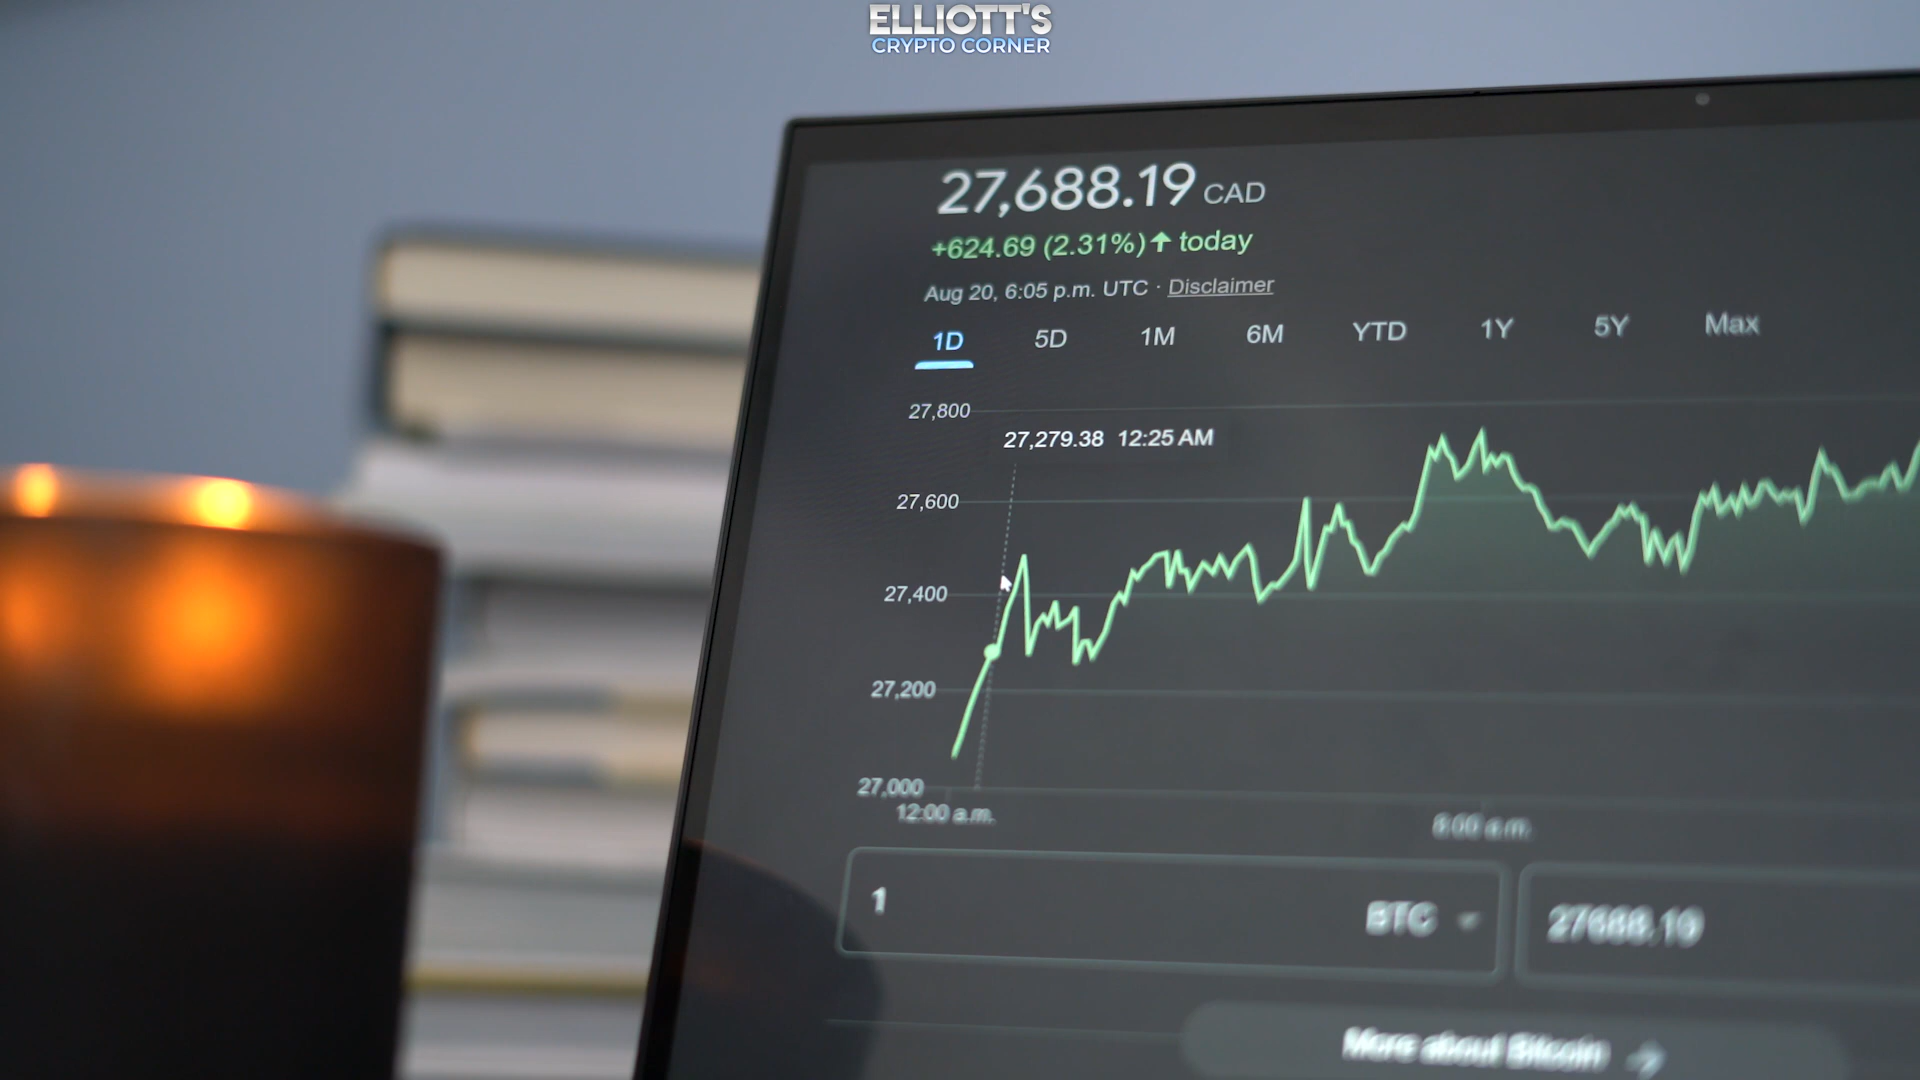 ELLIOTT'S
CRYPTO CORNER
27,688.19 CAD
+624.69 (2.31%)↑ today
Aug 20, 6:05 p.m. UTC · Disclaimer
1D 5D 1M 6M YTD 1Y 5Y Max
27,800
27,279.38 12:25 AM
27,600
27,400
27,200
27,000
12:00 a.m. 8:00 a.m.
1 BTC 27688.19
More about Bitcoin →